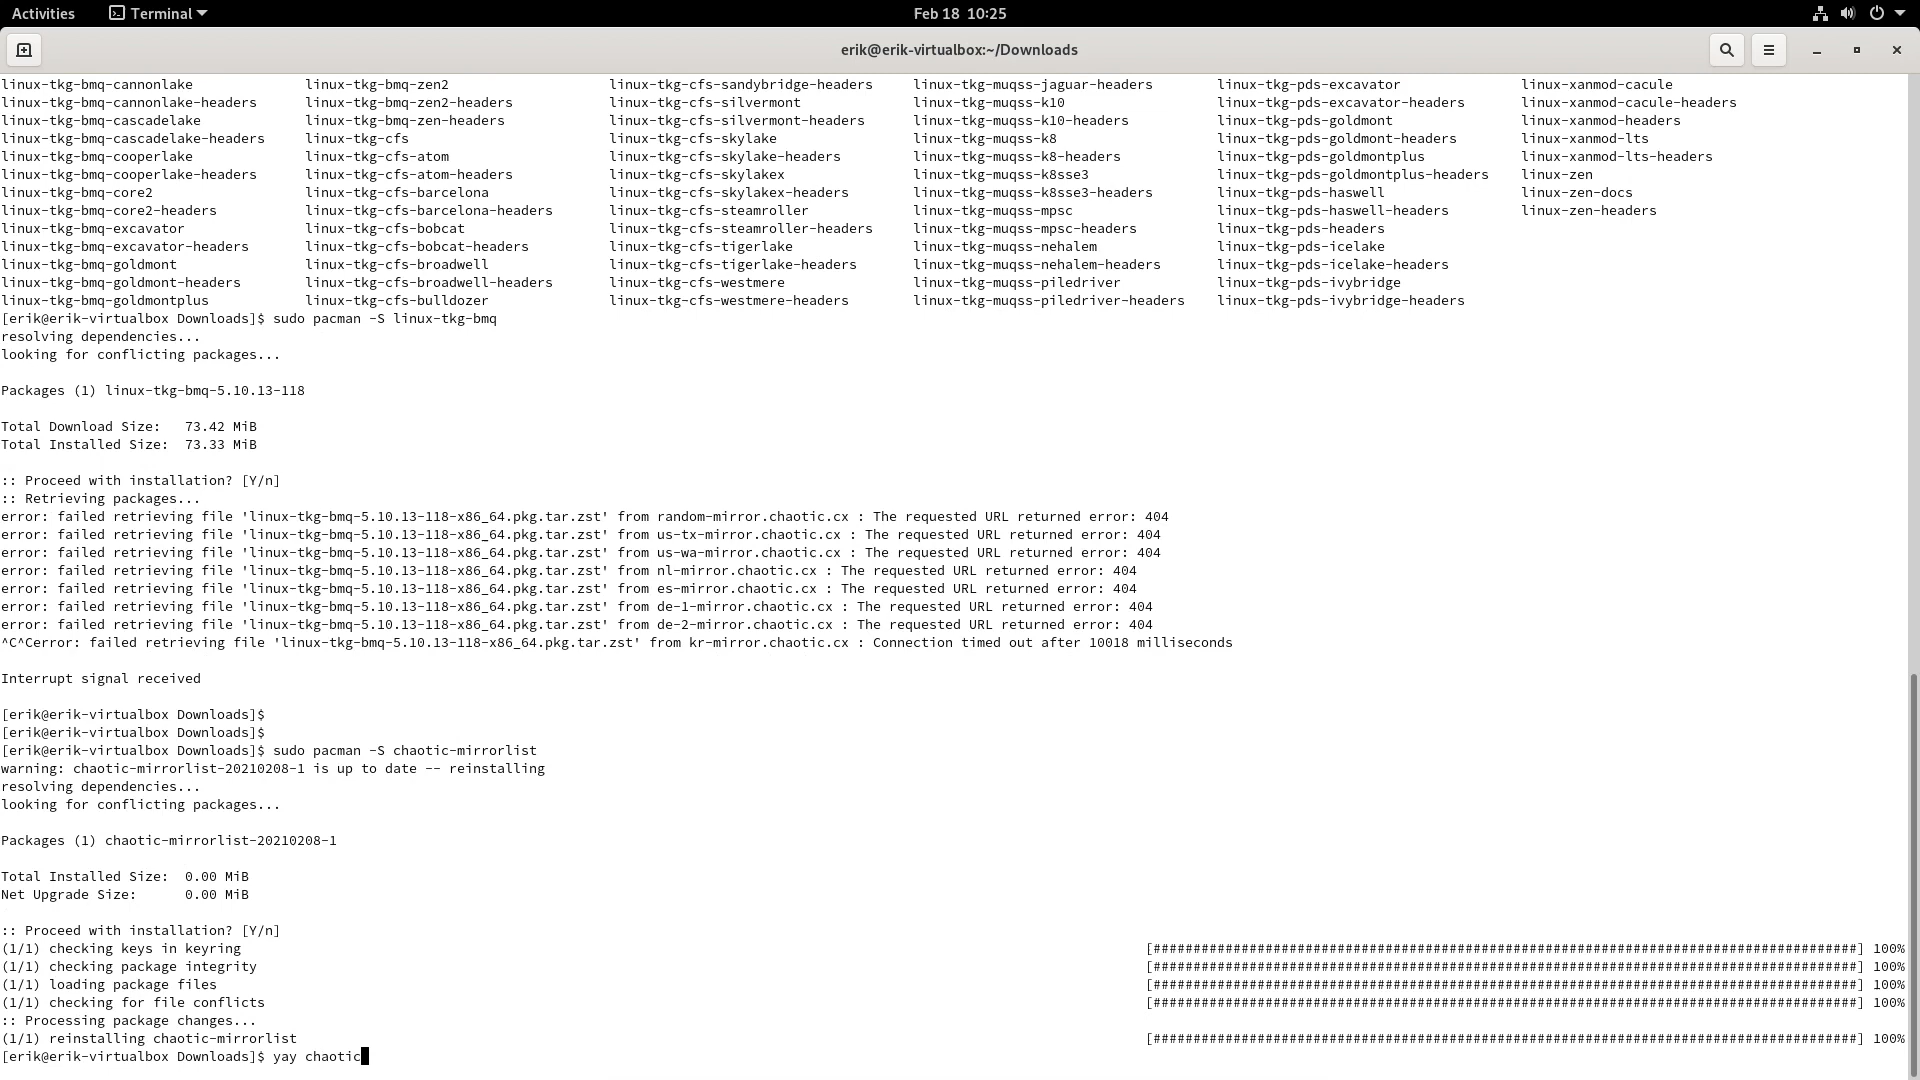 Activities Terminal Feb 18 10:25
erik@erik-virtualbox:~/Downloads
linux-tkg-bmq-cannonlake linux-tkg-bmq-zen2 linux-tkg-cfs-sandybridge-headers linux-tkg-muqss-jaguar-headers linux-tkg-pds-excavator linux-xanmod-cacule
linux-tkg-bmq-cannonlake-headers linux-tkg-bmq-zen2-headers linux-tkg-cfs-silvermont linux-tkg-muqss-k10 linux-tkg-pds-excavator-headers linux-xanmod-cacule-headers
linux-tkg-bmq-cascadelake linux-tkg-bmq-zen-headers linux-tkg-cfs-silvermont-headers linux-tkg-muqss-k10-headers linux-tkg-pds-goldmont linux-xanmod-headers
linux-tkg-bmq-cascadelake-headers linux-tkg-cfs linux-tkg-cfs-skylake linux-tkg-muqss-k8 linux-tkg-pds-goldmont-headers linux-xanmod-lts
linux-tkg-bmq-cooperlake linux-tkg-cfs-atom linux-tkg-cfs-skylake-headers linux-tkg-muqss-k8-headers linux-tkg-pds-goldmontplus linux-xanmod-lts-headers
linux-tkg-bmq-cooperlake-headers linux-tkg-cfs-atom-headers linux-tkg-cfs-skylakex linux-tkg-muqss-k8sse3 linux-tkg-pds-goldmontplus-headers linux-zen
linux-tkg-bmq-core2 linux-tkg-cfs-barcelona linux-tkg-cfs-skylakex-headers linux-tkg-muqss-k8sse3-headers linux-tkg-pds-haswell linux-zen-docs
linux-tkg-bmq-core2-headers linux-tkg-cfs-barcelona-headers linux-tkg-cfs-steamroller linux-tkg-muqss-mpsc linux-tkg-pds-haswell-headers linux-zen-headers
linux-tkg-bmq-excavator linux-tkg-cfs-bobcat linux-tkg-cfs-steamroller-headers linux-tkg-muqss-mpsc-headers linux-tkg-pds-headers
linux-tkg-bmq-excavator-headers linux-tkg-cfs-bobcat-headers linux-tkg-cfs-tigerlake linux-tkg-muqss-nehalem linux-tkg-pds-icelake
linux-tkg-bmq-goldmont linux-tkg-cfs-broadwell linux-tkg-cfs-tigerlake-headers linux-tkg-muqss-nehalem-headers linux-tkg-pds-icelake-headers
linux-tkg-bmq-goldmont-headers linux-tkg-cfs-broadwell-headers linux-tkg-cfs-westmere linux-tkg-muqss-piledriver linux-tkg-pds-ivybridge
linux-tkg-bmq-goldmontplus linux-tkg-cfs-bulldozer linux-tkg-cfs-westmere-headers linux-tkg-muqss-piledriver-headers linux-tkg-pds-ivybridge-headers
[erik@erik-virtualbox Downloads]$ sudo pacman -S linux-tkg-bmq
resolving dependencies...
looking for conflicting packages...
Packages (1) linux-tkg-bmq-5.10.13-118
Total Download Size: 73.42 MiB
Total Installed Size: 73.33 MiB
:: Proceed with installation? [Y/n]
:: Retrieving packages...
error: failed retrieving file 'linux-tkg-bmq-5.10.13-118-x86_64.pkg.tar.zst' from random-mirror.chaotic.cx : The requested URL returned error: 404
error: failed retrieving file 'linux-tkg-bmq-5.10.13-118-x86_64.pkg.tar.zst' from us-tx-mirror.chaotic.cx : The requested URL returned error: 404
error: failed retrieving file 'linux-tkg-bmq-5.10.13-118-x86_64.pkg.tar.zst' from us-wa-mirror.chaotic.cx : The requested URL returned error: 404
error: failed retrieving file 'linux-tkg-bmq-5.10.13-118-x86_64.pkg.tar.zst' from nl-mirror.chaotic.cx : The requested URL returned error: 404
error: failed retrieving file 'linux-tkg-bmq-5.10.13-118-x86_64.pkg.tar.zst' from es-mirror.chaotic.cx : The requested URL returned error: 404
error: failed retrieving file 'linux-tkg-bmq-5.10.13-118-x86_64.pkg.tar.zst' from de-1-mirror.chaotic.cx : The requested URL returned error: 404
error: failed retrieving file 'linux-tkg-bmq-5.10.13-118-x86_64.pkg.tar.zst' from de-2-mirror.chaotic.cx : The requested URL returned error: 404
^C^Cerror: failed retrieving file 'linux-tkg-bmq-5.10.13-118-x86_64.pkg.tar.zst' from kr-mirror.chaotic.cx : Connection timed out after 10018 milliseconds
Interrupt signal received
[erik@erik-virtualbox Downloads]$
[erik@erik-virtualbox Downloads]$
[erik@erik-virtualbox Downloads]$ sudo pacman -S chaotic-mirrorlist
warning: chaotic-mirrorlist-20210208-1 is up to date -- reinstalling
resolving dependencies...
looking for conflicting packages...
Packages (1) chaotic-mirrorlist-20210208-1
Total Installed Size: 0.00 MiB
Net Upgrade Size: 0.00 MiB
:: Proceed with installation? [Y/n]
(1/1) checking keys in keyring [########################################################################################] 100%
(1/1) checking package integrity [########################################################################################] 100%
(1/1) loading package files [########################################################################################] 100%
(1/1) checking for file conflicts [########################################################################################] 100%
:: Processing package changes...
(1/1) reinstalling chaotic-mirrorlist [########################################################################################] 100%
[erik@erik-virtualbox Downloads]$ yay chaotic